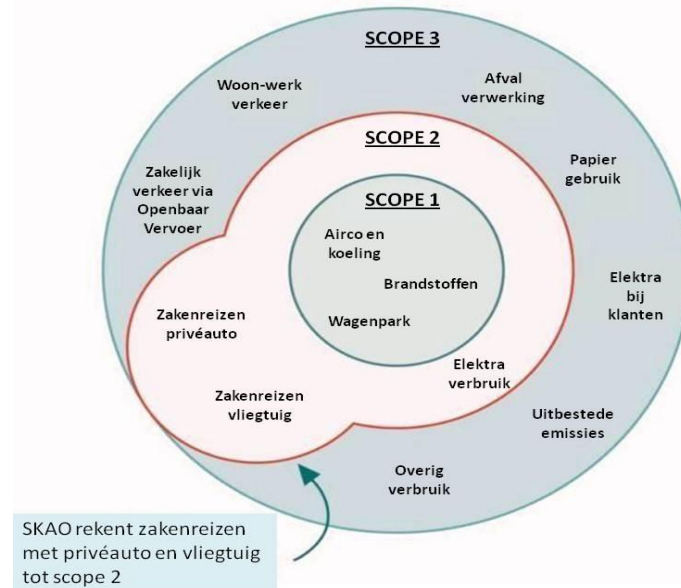 SCOPE 3
Woon-werk
verkeer
Afval
verwerking
SCOPE 2
Papier
gebruik
Zakelijk
verkeer via
Openbaar
Vervoer
SCOPE 1
Airco en
koeling
Brandstoffen
Wagenpark
Elektra
bij
klanten
Zakenreizen
privéauto
Elektra
verbruik
Zakenreizen
vliegtuig
Uitbestede
emissies
Overig
verbruik
SKAO rekent zakenreizen
met privéauto en vliegtuig
tot scope 2